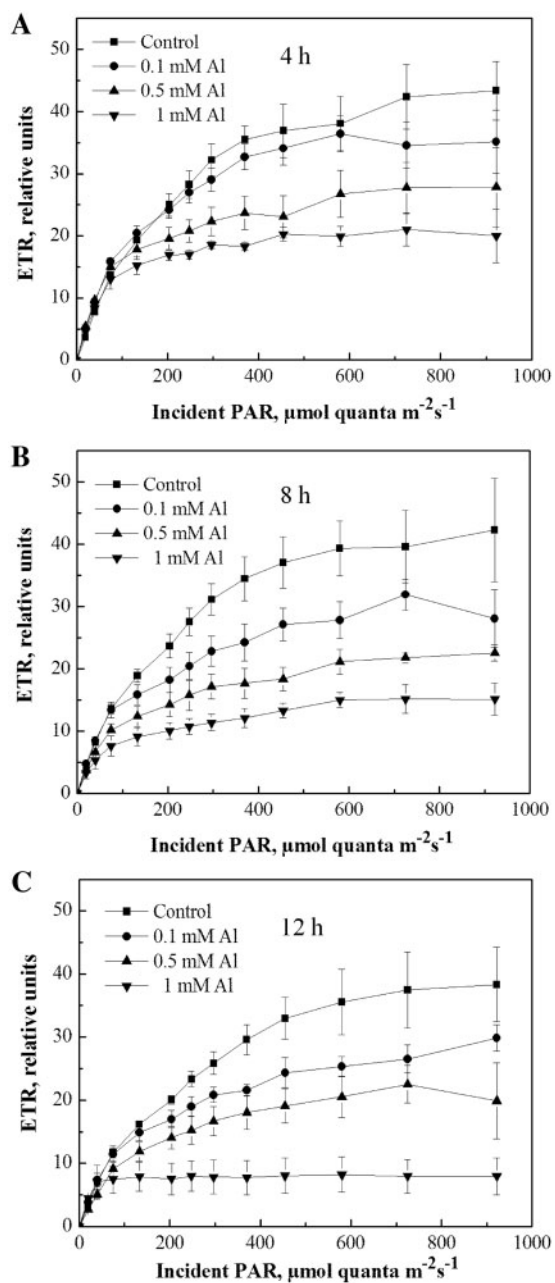 A
Control
0.1 mM Al
0.5 mM Al
1 mM Al
4 h
50
40
30
20
10
0
ETR, relative units
0 200 400 600 800 1000
Incident PAR, µmol quanta m⁻²s⁻¹
B
Control
0.1 mM Al
0.5 mM Al
1 mM Al
8 h
50
40
30
20
10
0
ETR, relative units
0 200 400 600 800 1000
Incident PAR, µmol quanta m⁻²s⁻¹
C
Control
0.1 mM Al
0.5 mM Al
1 mM Al
12 h
50
40
30
20
10
0
ETR, relative units
0 200 400 600 800 1000
Incident PAR, µmol quanta m⁻²s⁻¹